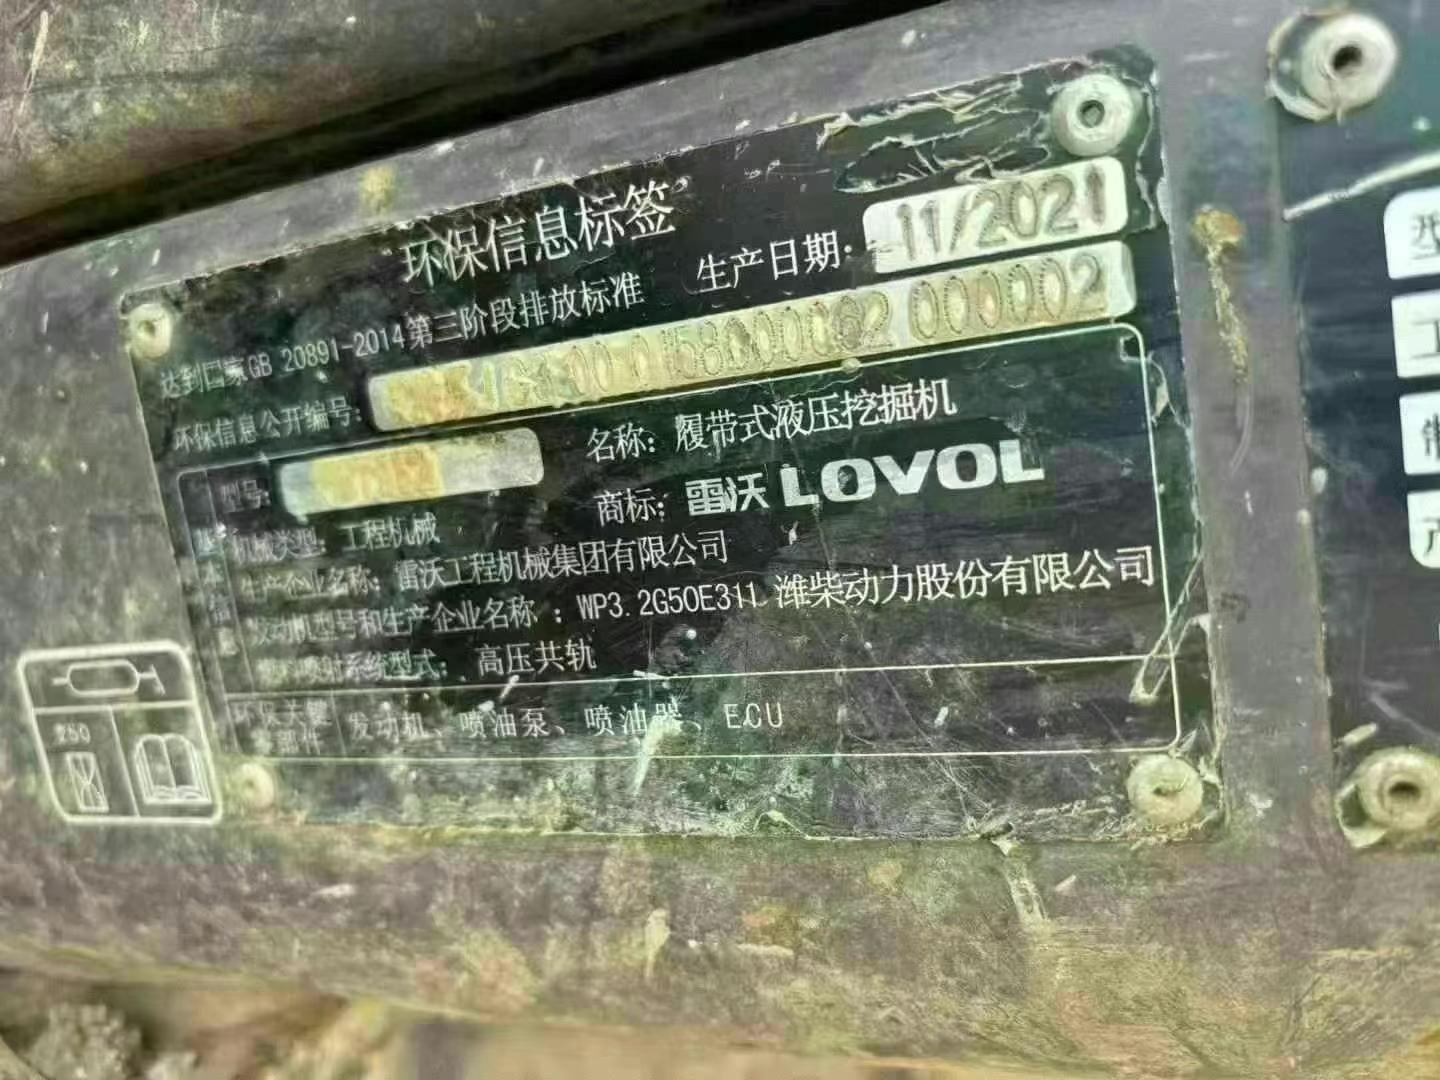 环保信息标签
达到国家GB 20891-2014第三阶段排放标准
生产日期: 11/2021
环保信息公开编号:
型号:
名称: 履带式液压挖掘机
机械类型: 工程机械
商标: 雷沃 LOVOL
生产企业名称: 雷沃工程机械集团有限公司
发动机型号和生产企业名称: WP3.2G50E311 潍柴动力股份有限公司
喷射系统型式: 高压共轨
环保关键
部件
发动机、喷油泵、喷油器、ECU
250
型
工
产